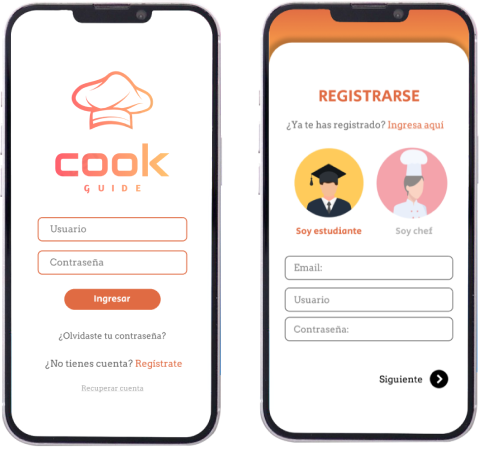 cook
GUIDE
Usuario
Contraseña
Ingresar
¿Olvidaste tu contraseña?
¿No tienes cuenta? Registrate
Recuperar cuenta
REGISTRARSE
¿Ya te has registrado? Ingresa aquí
Soy estudiante
Soy chef
Email:
Usuario
Contraseña:
Siguiente